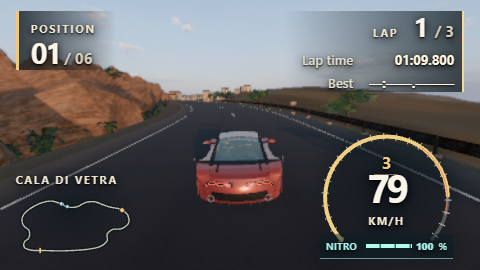 POSITION
01 / 06
LAP 1 / 3
Lap time 01:09.800
Best --:--.---
CALA DI VETRA
3
79
KM/H
NITRO 100 %